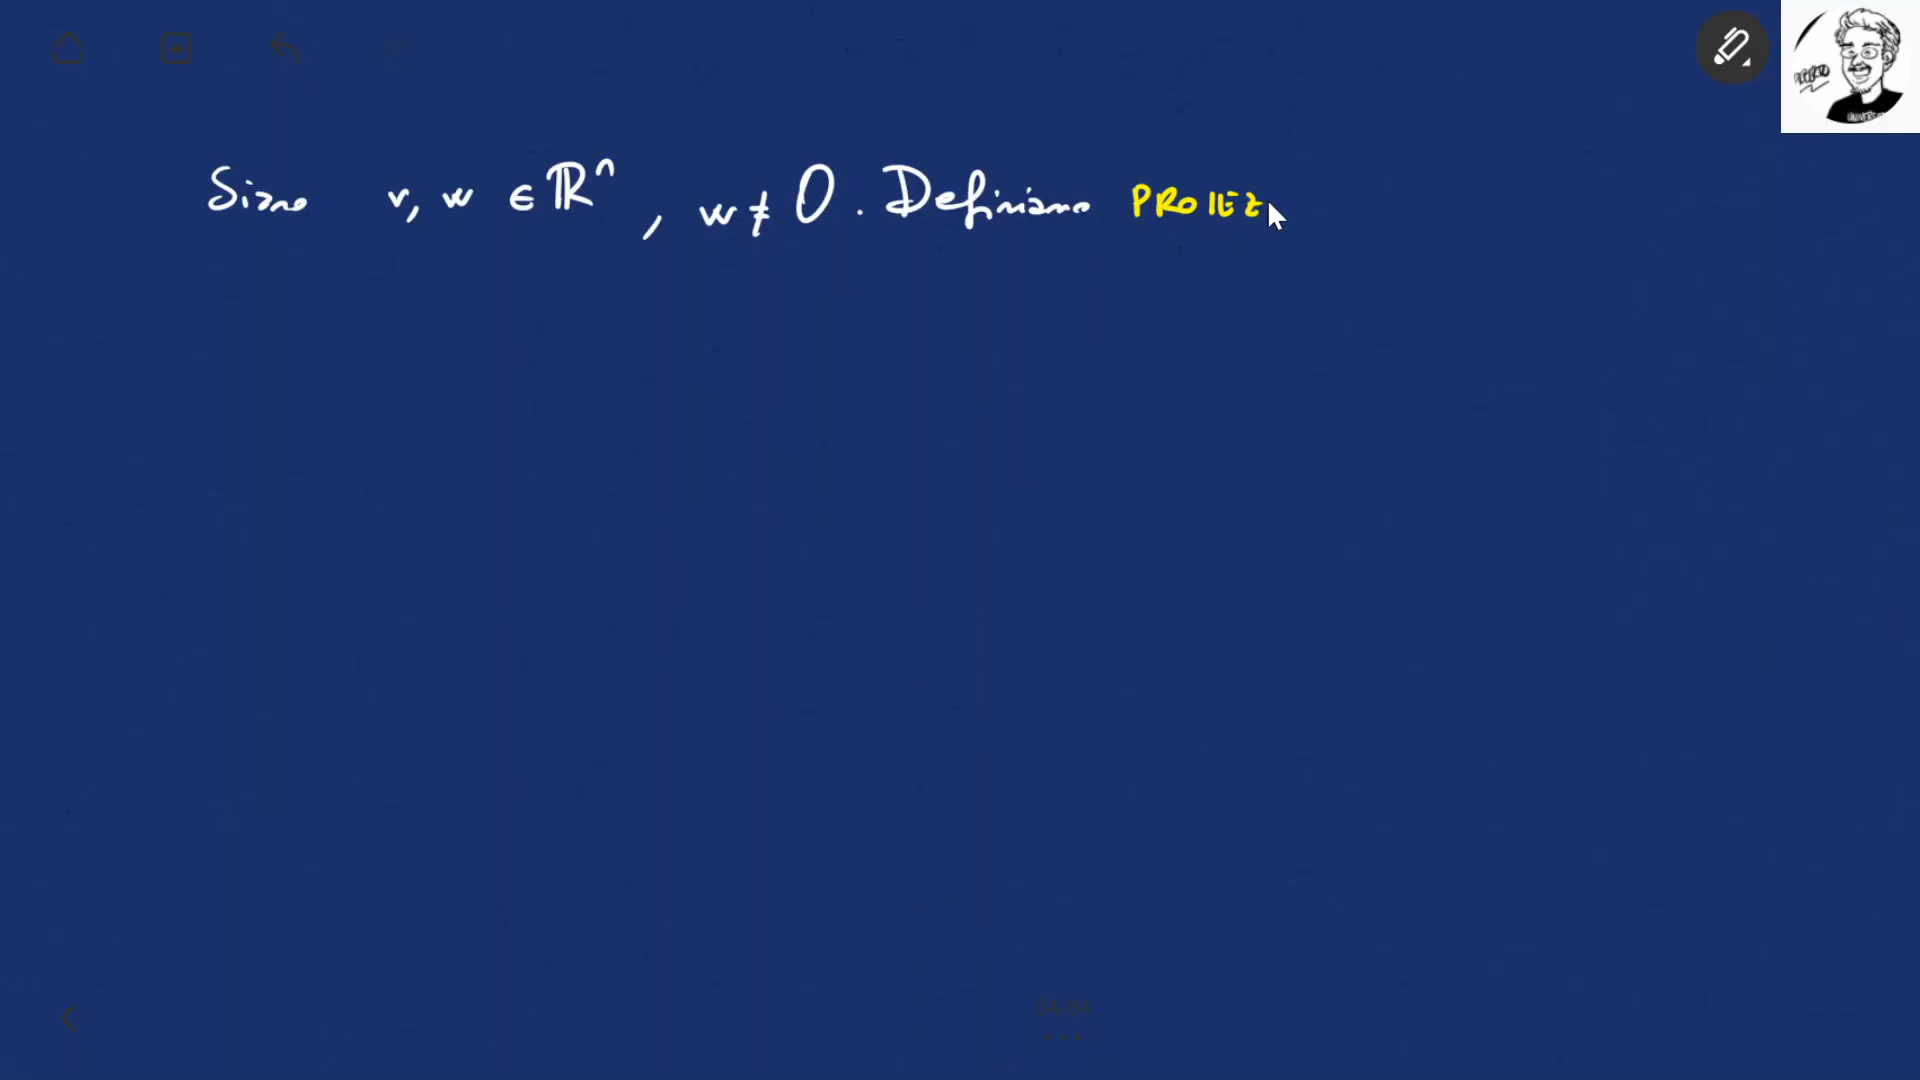 Siano v, w ∈ ℝⁿ, w ≠ 0. Definiamo PROIEZ